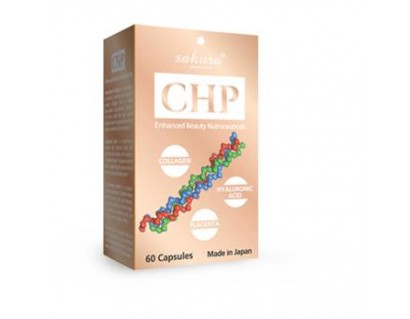 sakura
CHP
Enhanced Beauty Nutraceuticals
COLLAGEN
HYALURONIC
ACID
PLACENTA
60 Capsules Made in Japan